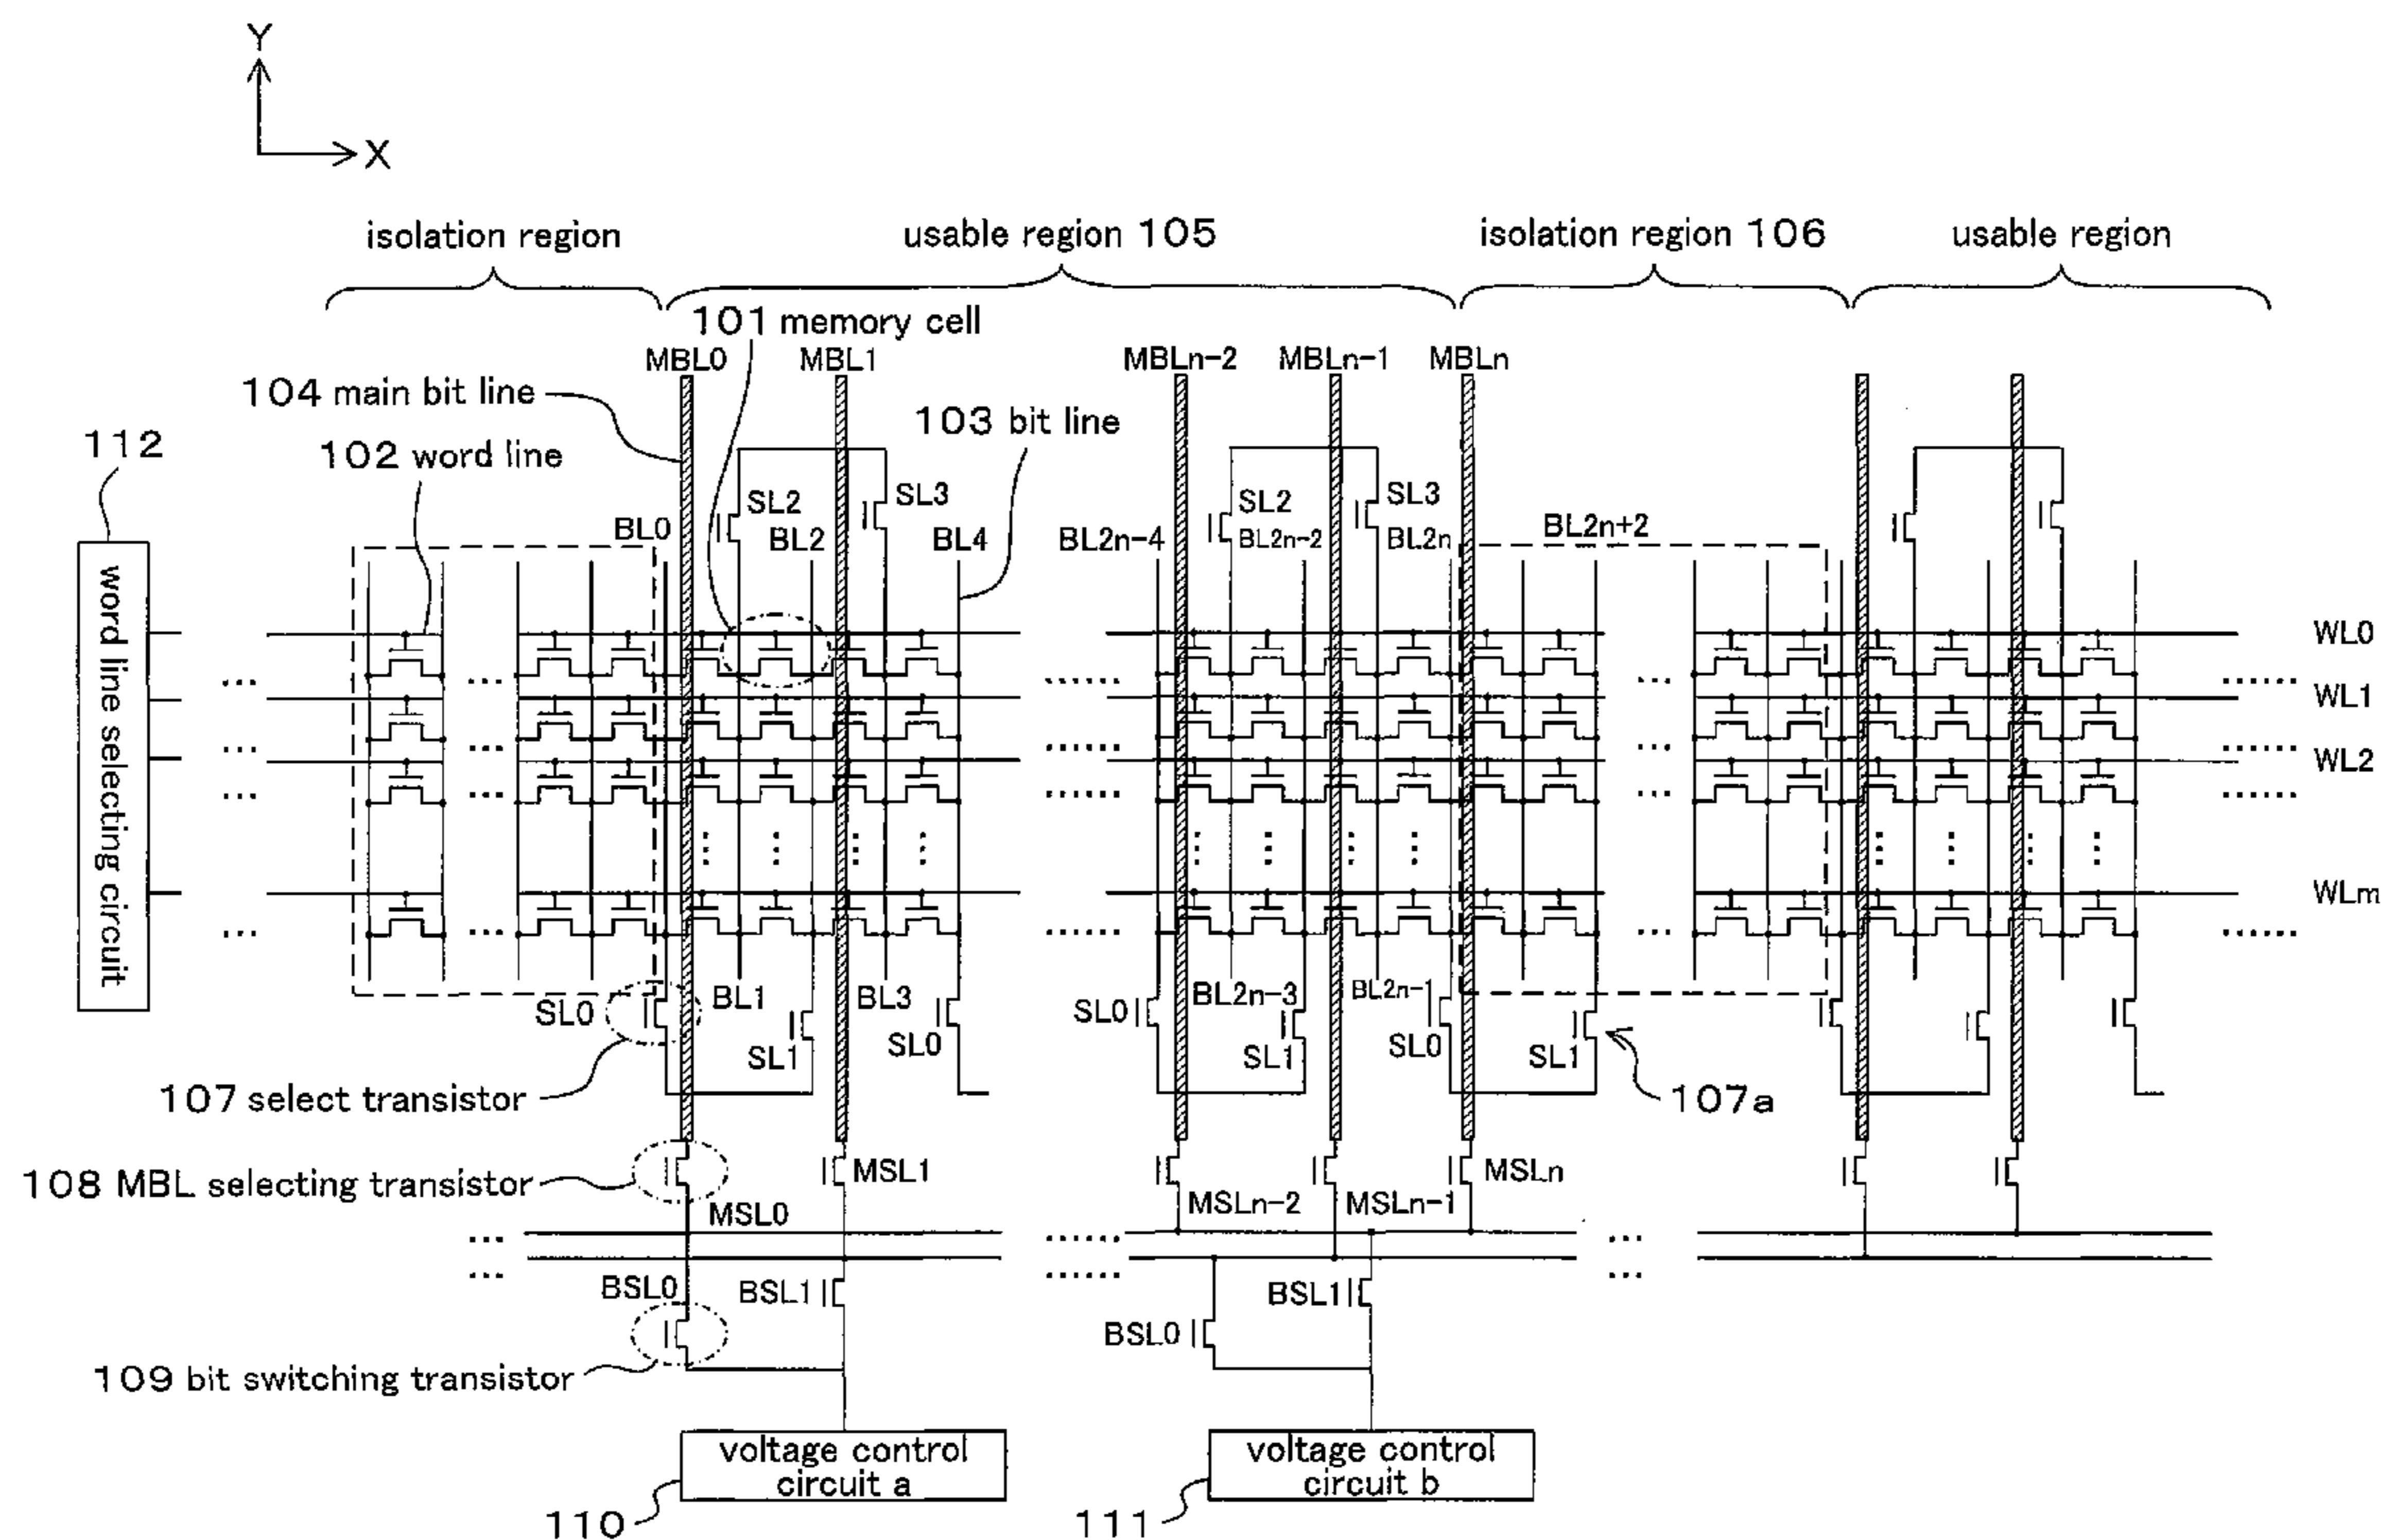 Y
X
isolation region
usable region 105
isolation region 106
usable region
101 memory cell
MBL0
MBL1
MBLn-2
MBLn-1
MBLn
104 main bit line
103 bit line
112
102 word line
SL2
SL3
SL2
SL3
BL0
BL2
BL4
BL2n-4
BL2n-2
BL2n
BL2n+2
word line selecting circuit
WL0
WL1
WL2
WLm
SL0
BL1
BL3
SL0
BL2n-3
BL2n-1
SL1
SL0
SL1
SL0
SL1
107 select transistor
107a
108 MBL selecting transistor
MSL1
MSLn
MSL0
MSLn-2
MSLn-1
BSL0
BSL1
BSL1
BSL0
109 bit switching transistor
voltage control
circuit a
voltage control
circuit b
110
111